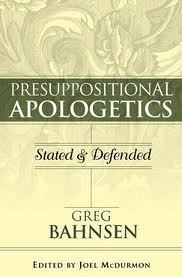 PRESUPPOSITIONAL
APOLOGETICS
Stated & Defended
GREG
BAHNSEN
EDITED BY JOEL MCDURMON